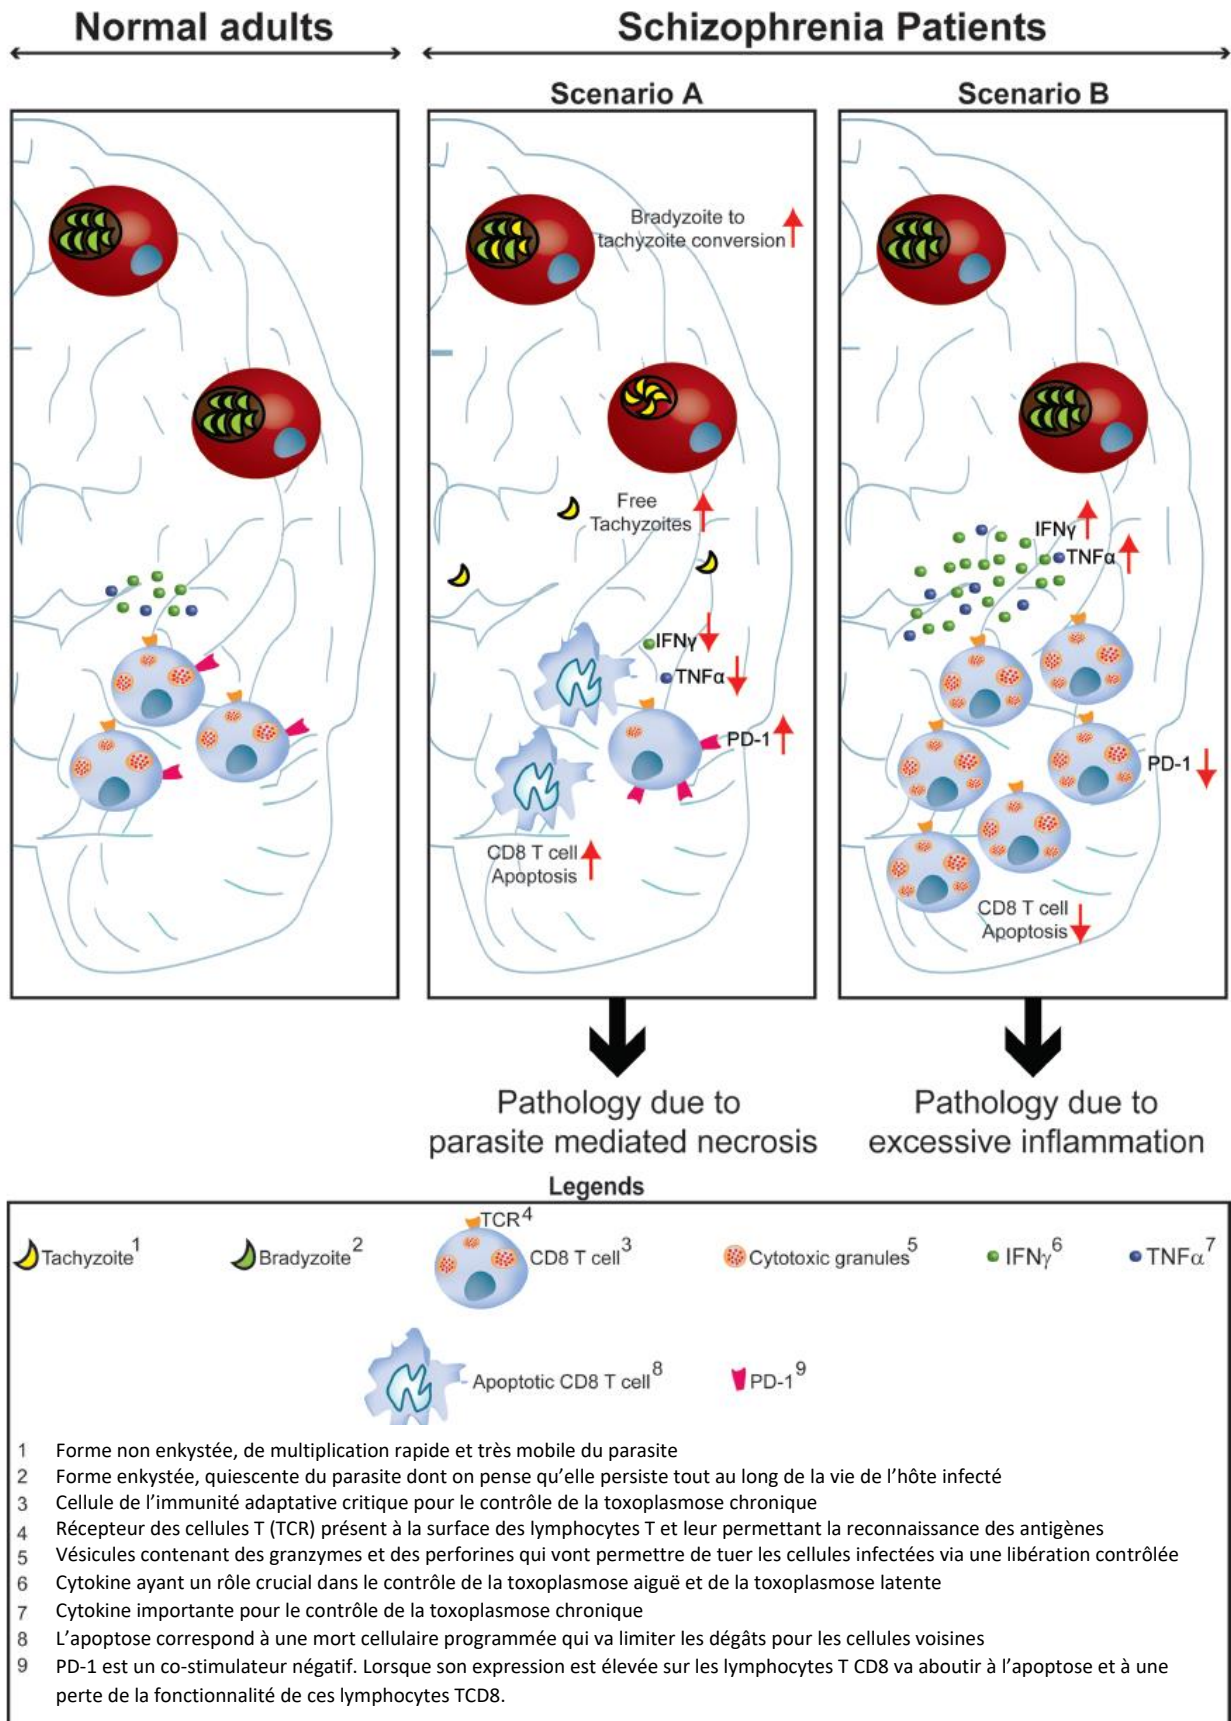 Normal adults
Schizophrenia Patients
Scenario A
Scenario B
Bradyzoite to
tachyzoite conversion
Free
Tachyzoites
IFNγ
TNFα
PD-1
CD8 T cell
Apoptosis
IFNγ
TNFα
PD-1
CD8 T cell
Apoptosis
Pathology due to
parasite mediated necrosis
Pathology due to
excessive inflammation
Legends
Tachyzoite1
Bradyzoite2
TCR4
CD8 T cell3
Cytotoxic granules5
IFNγ6
TNFα7
Apoptotic CD8 T cell8
PD-19
1 Forme non enkystée, de multiplication rapide et très mobile du parasite
2 Forme enkystée, quiescente du parasite dont on pense qu’elle persiste tout au long de la vie de l’hôte infecté
3 Cellule de l’immunité adaptative critique pour le contrôle de la toxoplasmose chronique
4 Récepteur des cellules T (TCR) présent à la surface des lymphocytes T et leur permettant la reconnaissance des antigènes
5 Vésicules contenant des granzymes et des perforines qui vont permettre de tuer les cellules infectées via une libération contrôlée
6 Cytokine ayant un rôle crucial dans le contrôle de la toxoplasmose aiguë et de la toxoplasmose latente
7 Cytokine importante pour le contrôle de la toxoplasmose chronique
8 L’apoptose correspond à une mort cellulaire programmée qui va limiter les dégâts pour les cellules voisines
9 PD-1 est un co-stimulateur négatif. Lorsque son expression est élevée sur les lymphocytes T CD8 va aboutir à l’apoptose et à une
perte de la fonctionnalité de ces lymphocytes TCD8.